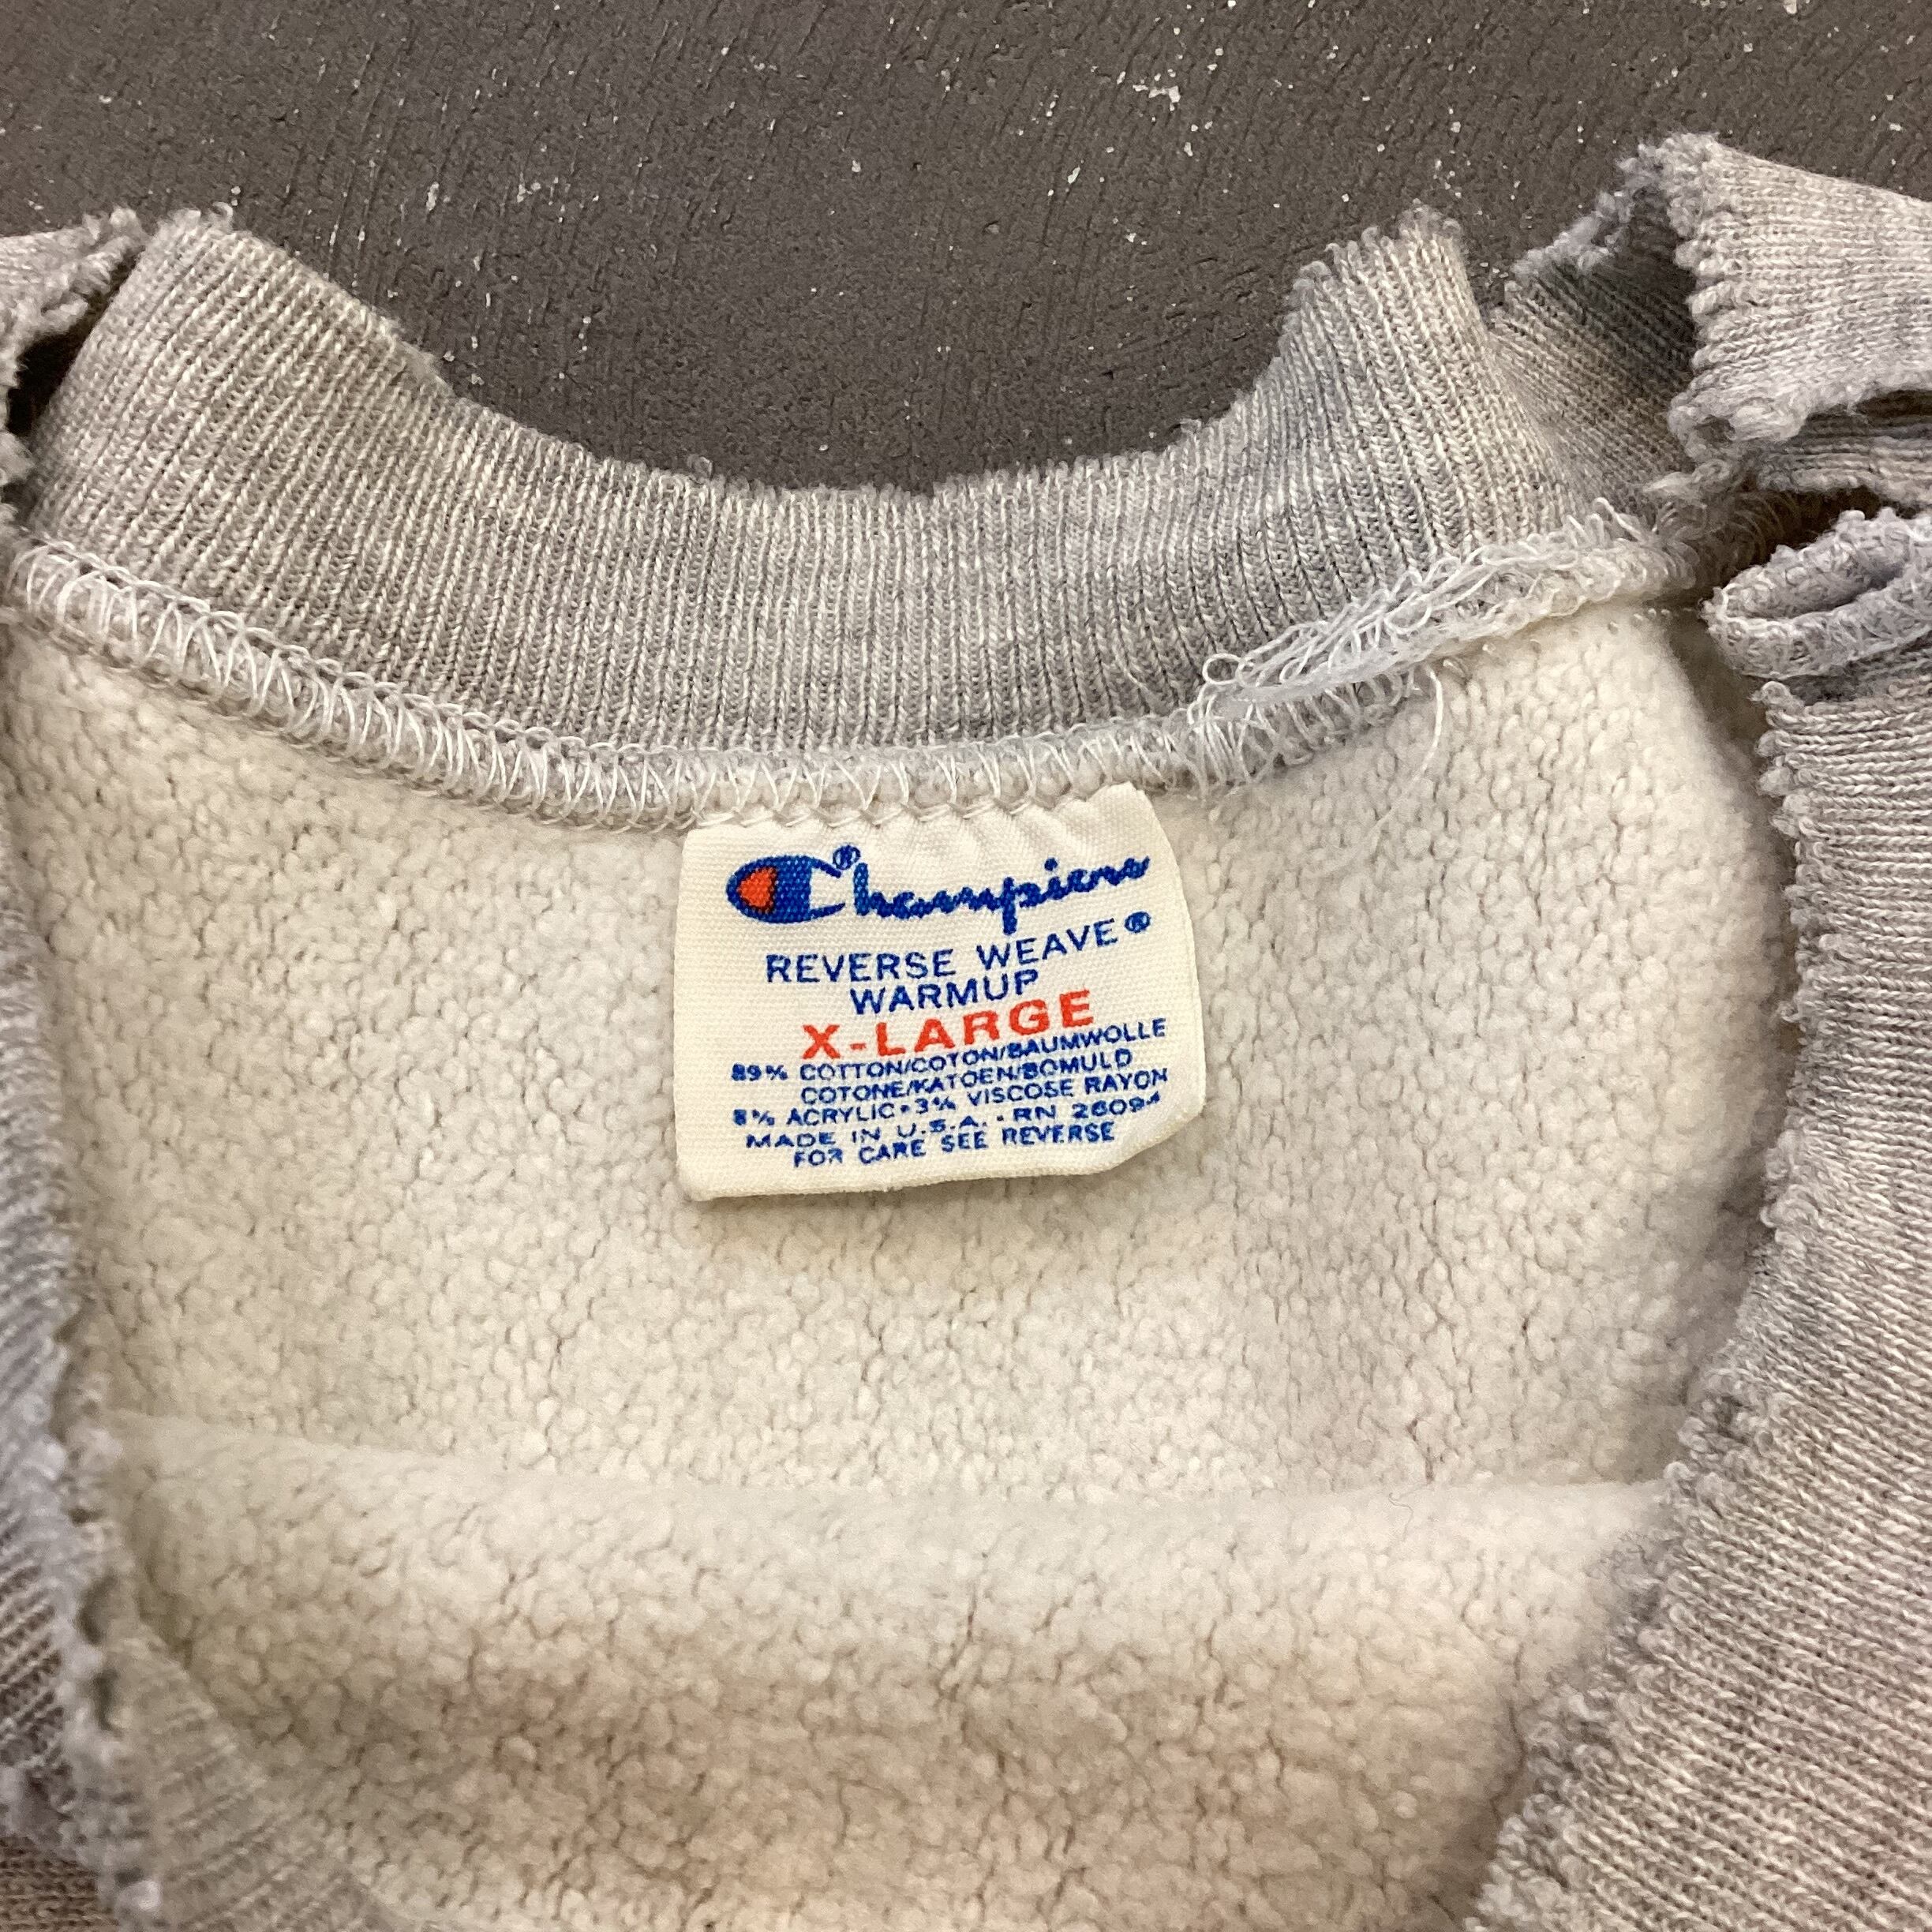 Champion®
REVERSE WEAVE®
WARMUP
X-LARGE
89% COTTON/COTON/BAUMWOLLE
COTONE/KATOEN/BOMULD
8% ACRYLIC•3% VISCOSE RAYON
MADE IN U.S.A. • RN 26094
FOR CARE SEE REVERSE